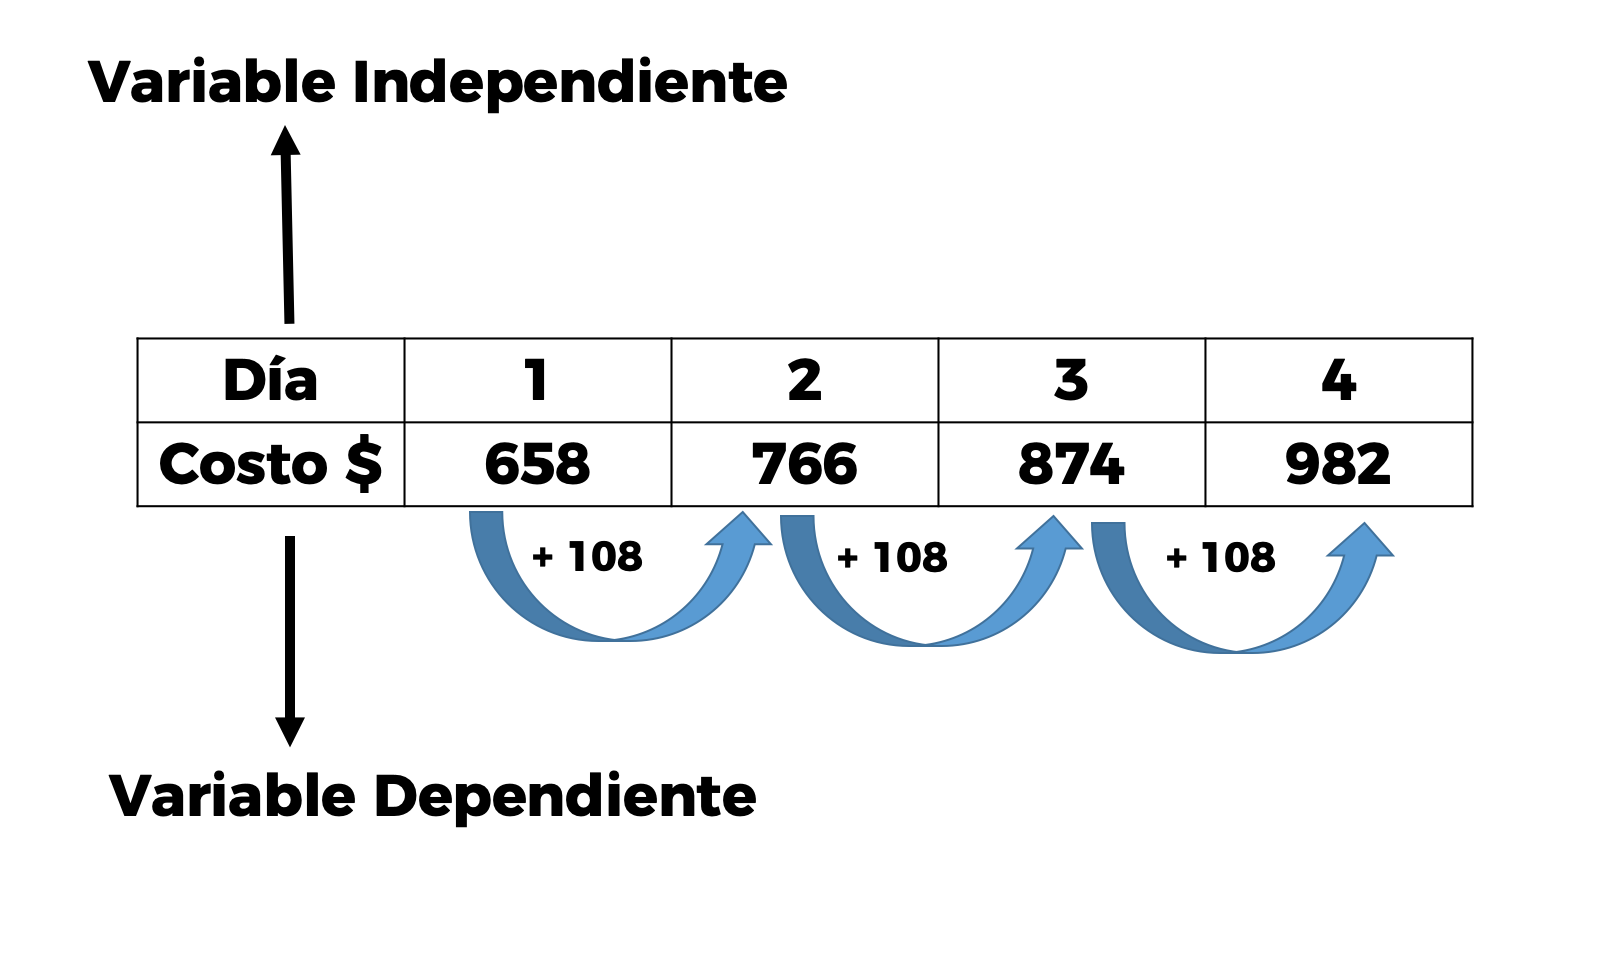 Variable Independiente
Día 1 2 3 4
Costo $ 658 766 874 982
+ 108 + 108 + 108
Variable Dependiente